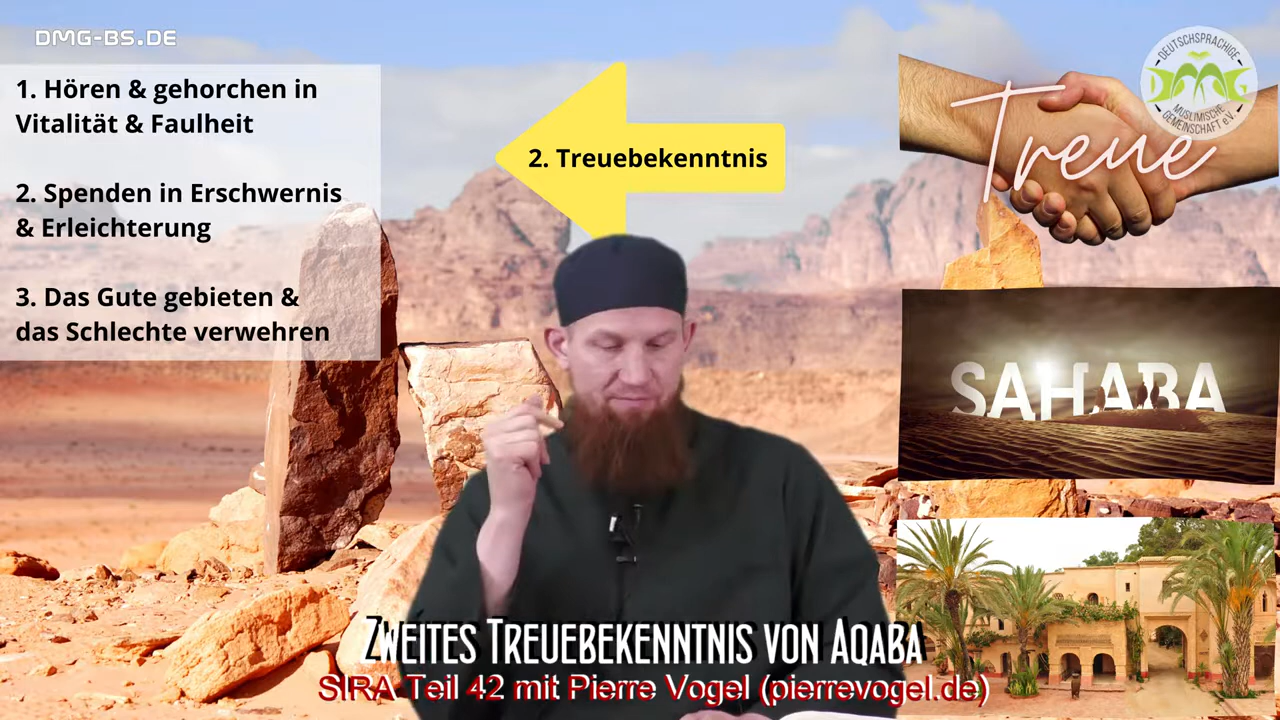 DMG-BS.DE
1. Hören & gehorchen in
Vitalität & Faulheit
2. Spenden in Erschwernis
& Erleichterung
3. Das Gute gebieten &
das Schlechte verwehren
2. Treuebekenntnis
Treue
DEUTSCHSPRACHIGE
DMG
MUSLIMISCHE
GEMEINSCHAFT e.V.
SAHABA
ZWEITES TREUEBEKENNTNIS VON AQABA
SIRA Teil 42 mit Pierre Vogel (pierrevogel.de)